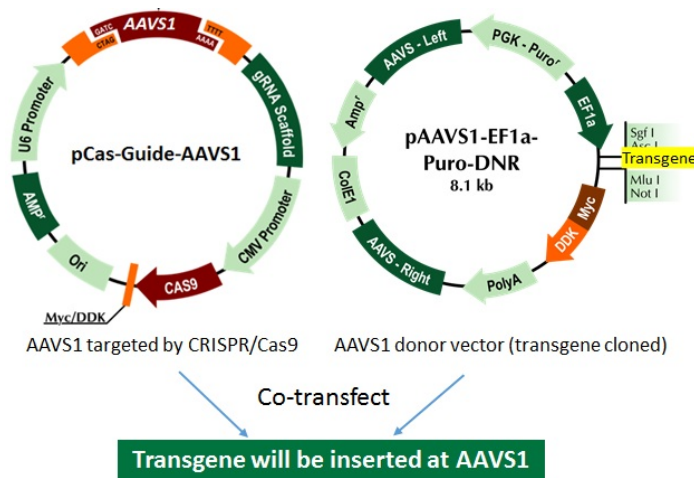 AAVS1
GATC
CTAG
TTTT
AAAA
U6 Promoter
gRNA Scaffold
pCas-Guide-AAVS1
AMPr
CMV Promoter
Ori
CAS9
Myc/DDK
AAVS - Left
PGK - Puror
EF1a
Ampr
pAAVS1-EF1a-
Puro-DNR
8.1 kb
Sgf I
Asc I
Transgene
Mlu I
Not I
ColE1
Myc
DDK
AAVS - Right
PolyA
AAVS1 targeted by CRISPR/Cas9
AAVS1 donor vector (transgene cloned)
Co-transfect
Transgene will be inserted at AAVS1